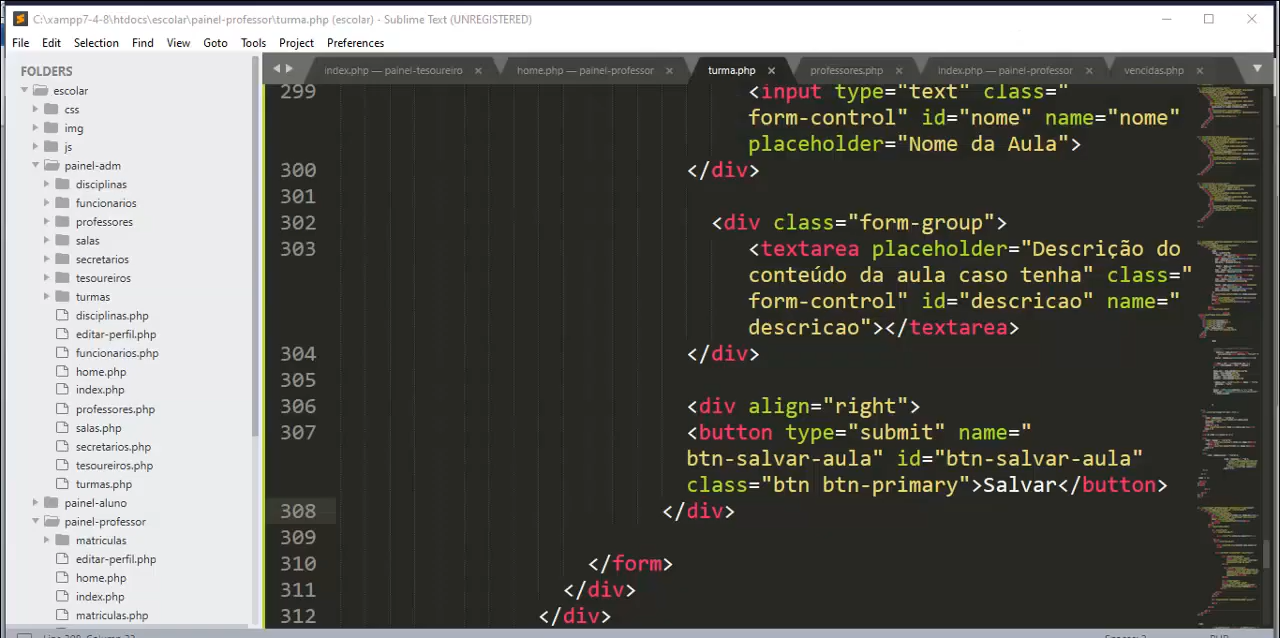 C:\xampp7-4-8\htdocs\escolar\painel-professor\turma.php (escolar) - Sublime Text (UNREGISTERED)
File Edit Selection Find View Goto Tools Project Preferences
FOLDERS
escolar
css
img
js
painel-adm
disciplinas
funcionarios
professores
salas
secretarios
tesoureiros
turmas
disciplinas.php
editar-perfil.php
funcionarios.php
home.php
index.php
professores.php
salas.php
secretarios.php
tesoureiros.php
turmas.php
painel-aluno
painel-professor
matriculas
editar-perfil.php
home.php
index.php
matriculas.php
index.php — painel-tesoureiro
home.php — painel-professor
turma.php
professores.php
index.php — painel-professor
vencidas.php
299 <input type="text" class="
form-control" id="nome" name="nome"
placeholder="Nome da Aula">
300 </div>
301
302 <div class="form-group">
303 <textarea placeholder="Descrição do
conteúdo da aula caso tenha" class="
form-control" id="descricao" name="
descricao"></textarea>
304 </div>
305
306 <div align="right">
307 <button type="submit" name="
btn-salvar-aula" id="btn-salvar-aula"
class="btn btn-primary">Salvar</button>
308 </div>
309
310 </form>
311 </div>
312 </div>